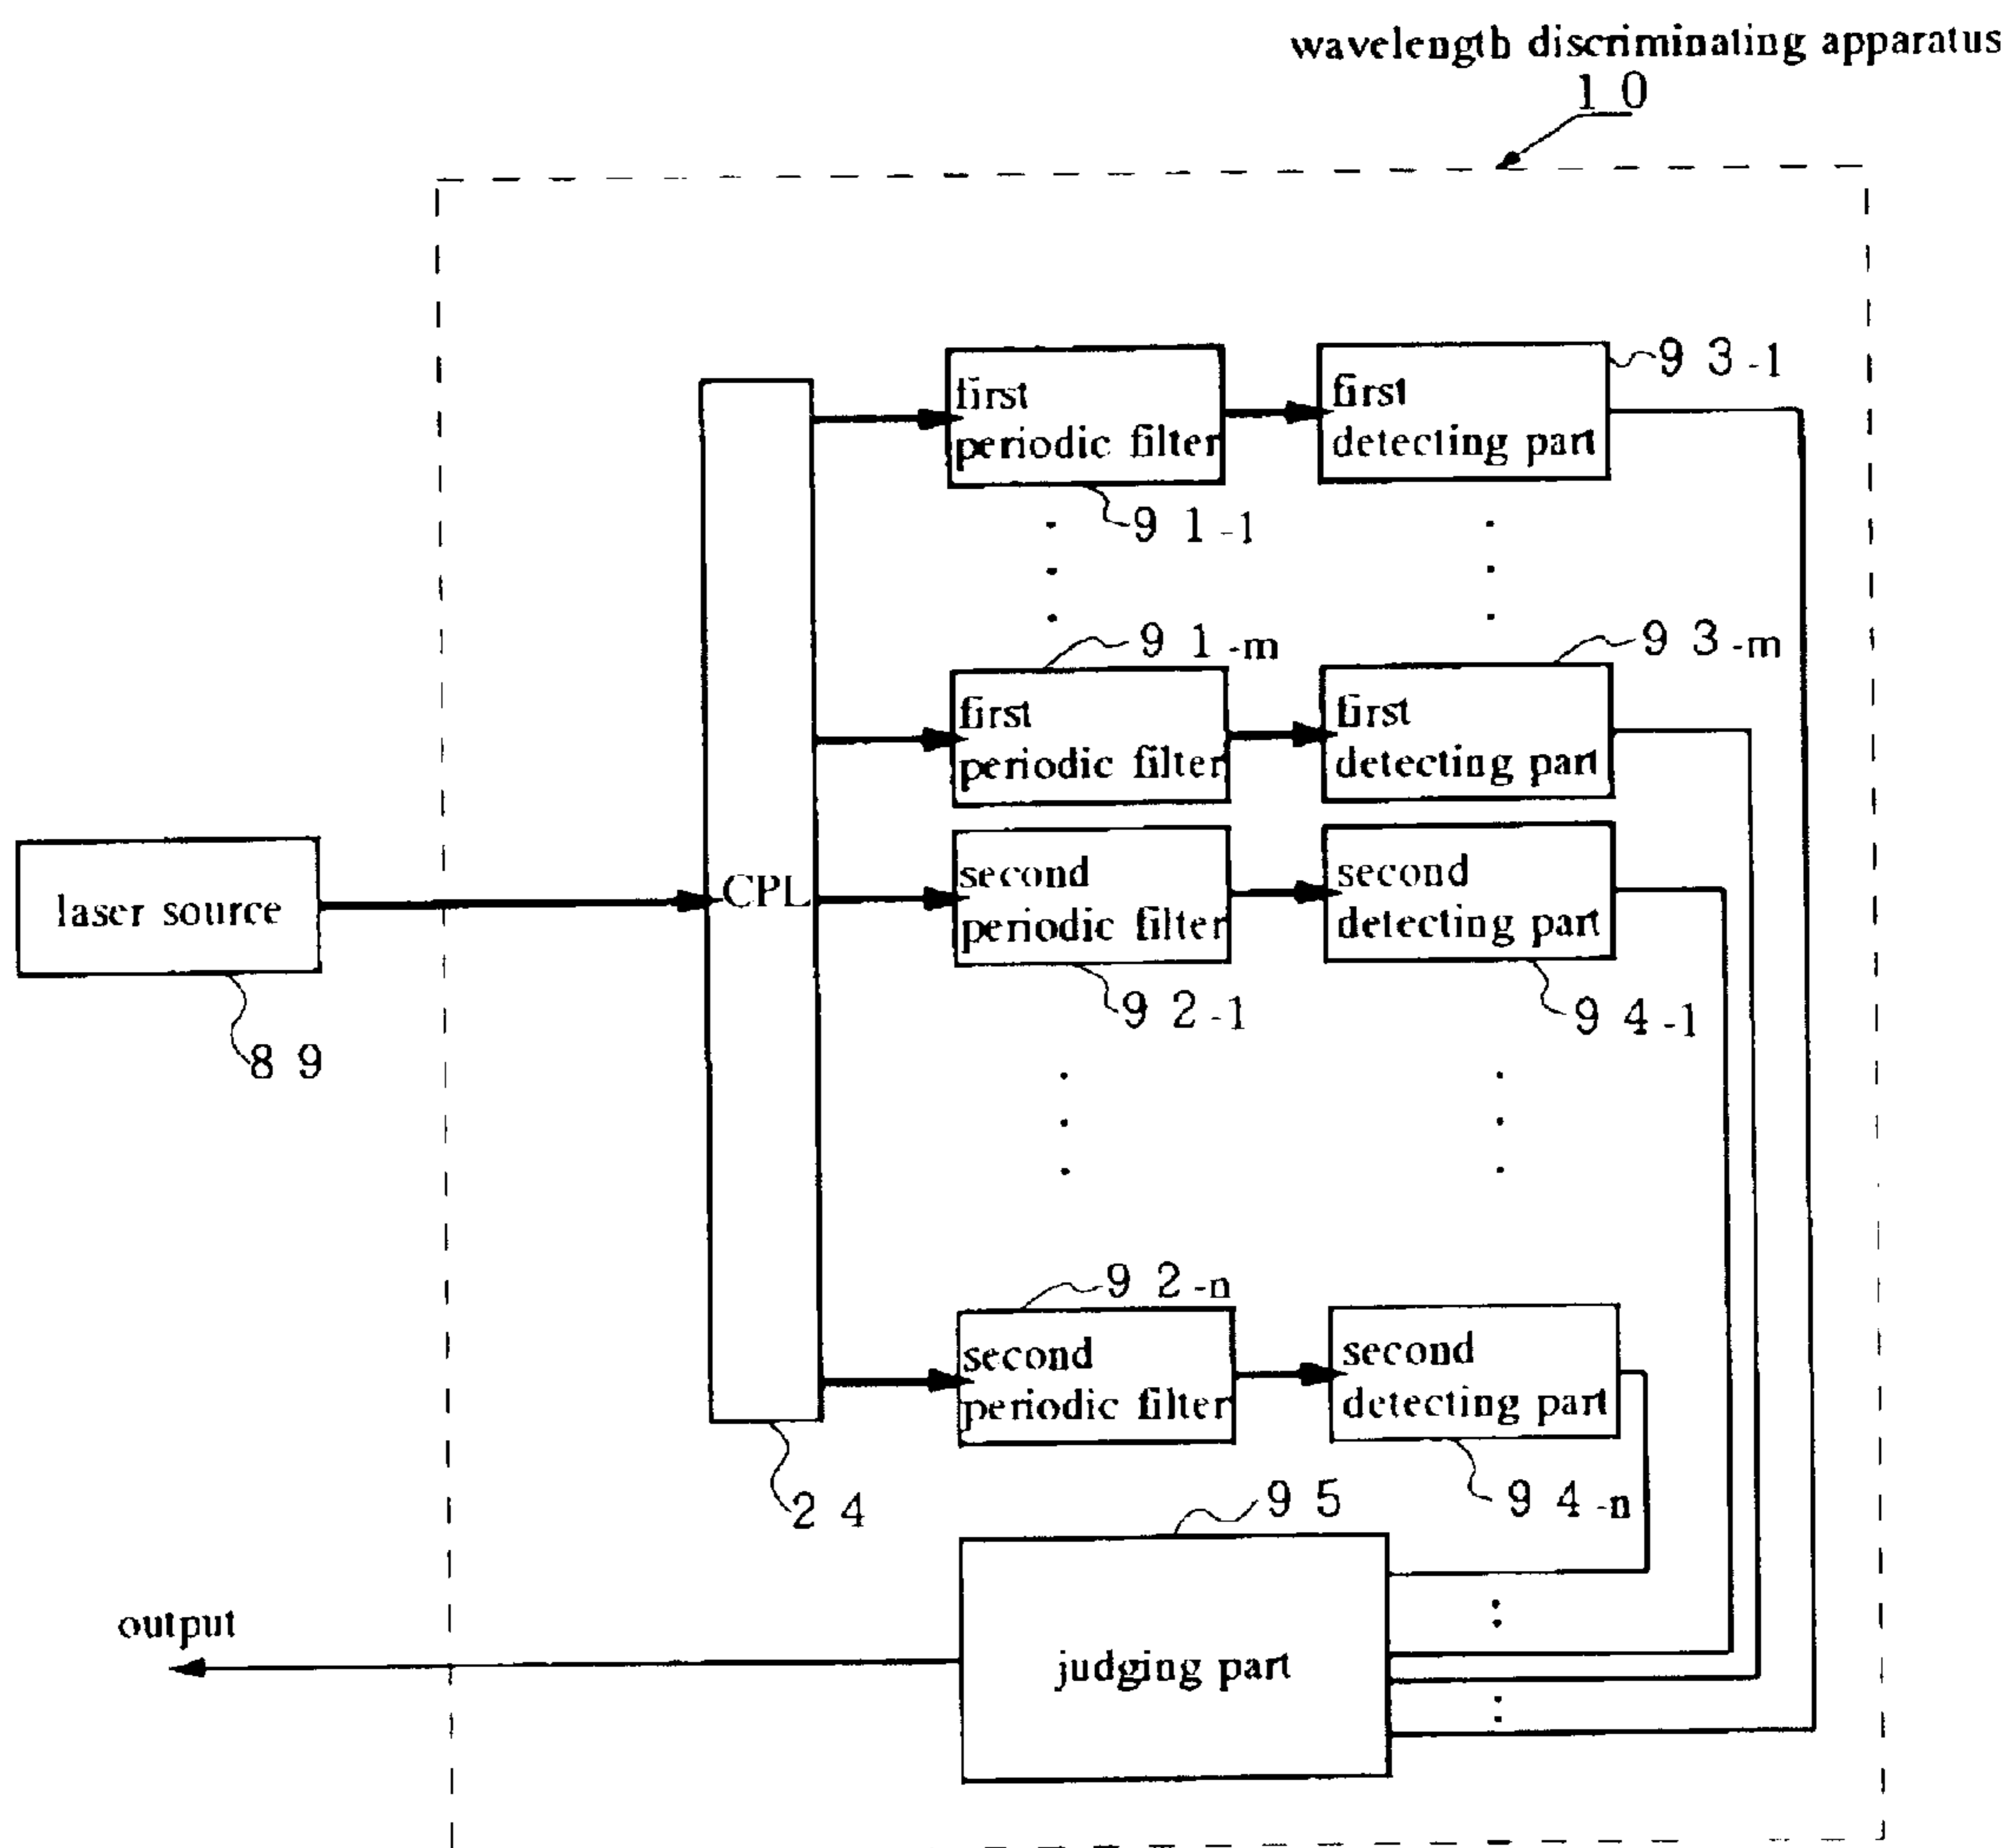 wavelength discriminating apparatus
10
first
periodic filter
first
detecting part
93-1
91-1
91-m
93-m
first
periodic filter
first
detecting part
laser source
CPL
second
periodic filter
second
detecting part
89
92-1
94-1
92-n
second
periodic filter
second
detecting part
24
95
94-n
output
judging part